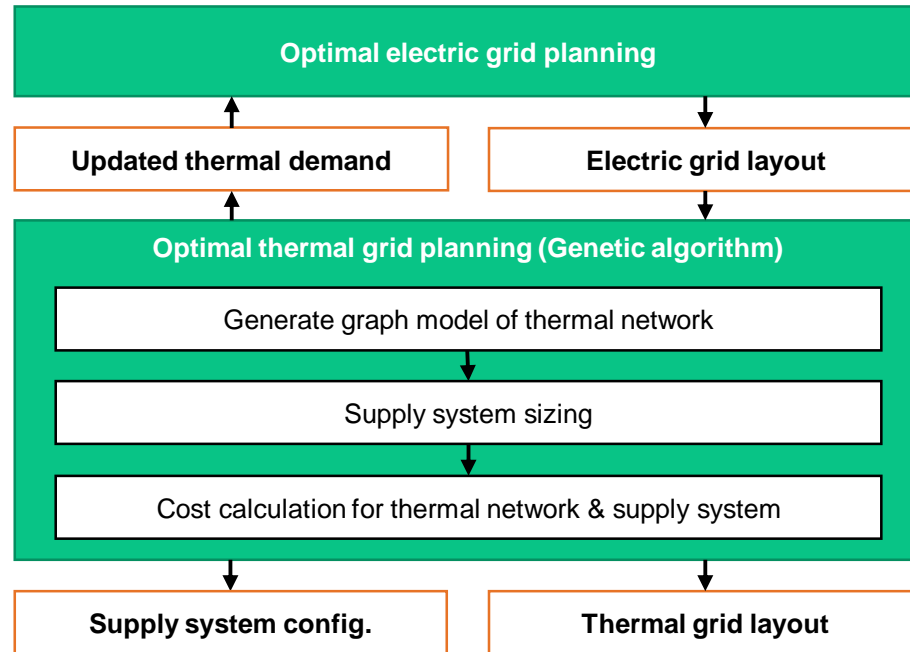 Optimal electric grid planning
Updated thermal demand
Electric grid layout
Optimal thermal grid planning (Genetic algorithm)
Generate graph model of thermal network
Supply system sizing
Cost calculation for thermal network & supply system
Supply system config.
Thermal grid layout